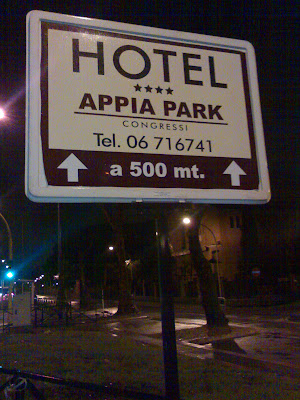 HOTEL
★★★★
APPIA PARK
CONGRESSI
Tel. 06 716741
a 500 mt.